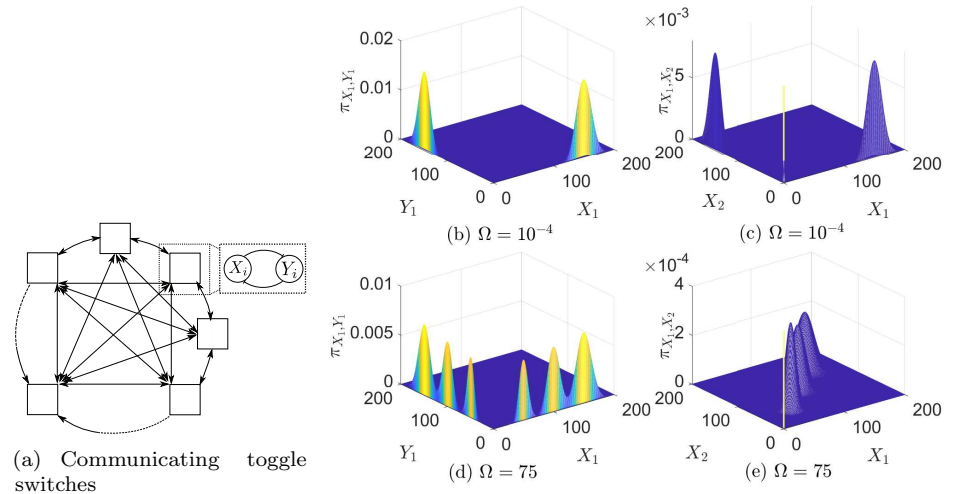 X_i Y_i
(a) Communicating toggle
switches
0.02
0.01
0
π_{X_1,Y_1}
200
100
0
0
100
200
Y_1
X_1
(b) Ω = 10^{-4}
×10^{-3}
5
0
π_{X_1,X_2}
200
100
0
0
100
200
X_2
X_1
(c) Ω = 10^{-4}
0.01
0.005
0
π_{X_1,Y_1}
200
100
0
0
100
200
Y_1
X_1
(d) Ω = 75
×10^{-4}
4
2
0
π_{X_1,X_2}
200
100
0
0
100
200
X_2
X_1
(e) Ω = 75